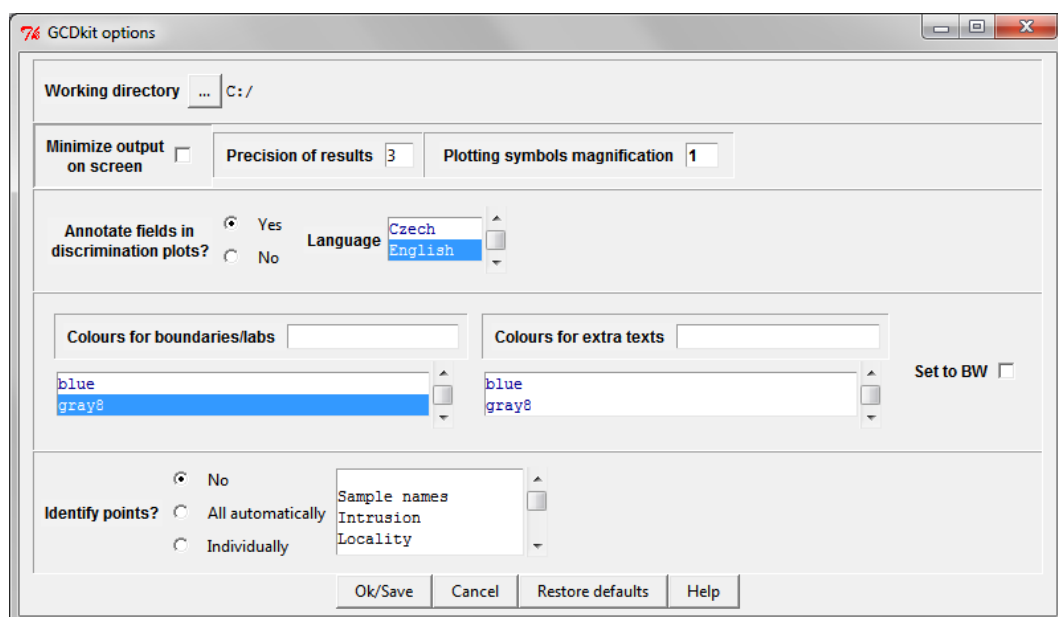 GCDkit options
Working directory ... C:/
Minimize output
on screen
Precision of results 3
Plotting symbols magnification 1
Annotate fields in
discrimination plots?
Yes
No
Language
Czech
English
Colours for boundaries/labs
blue
gray8
Colours for extra texts
blue
gray8
Set to BW
Identify points?
No
All automatically
Individually
Sample names
Intrusion
Locality
Ok/Save Cancel Restore defaults Help